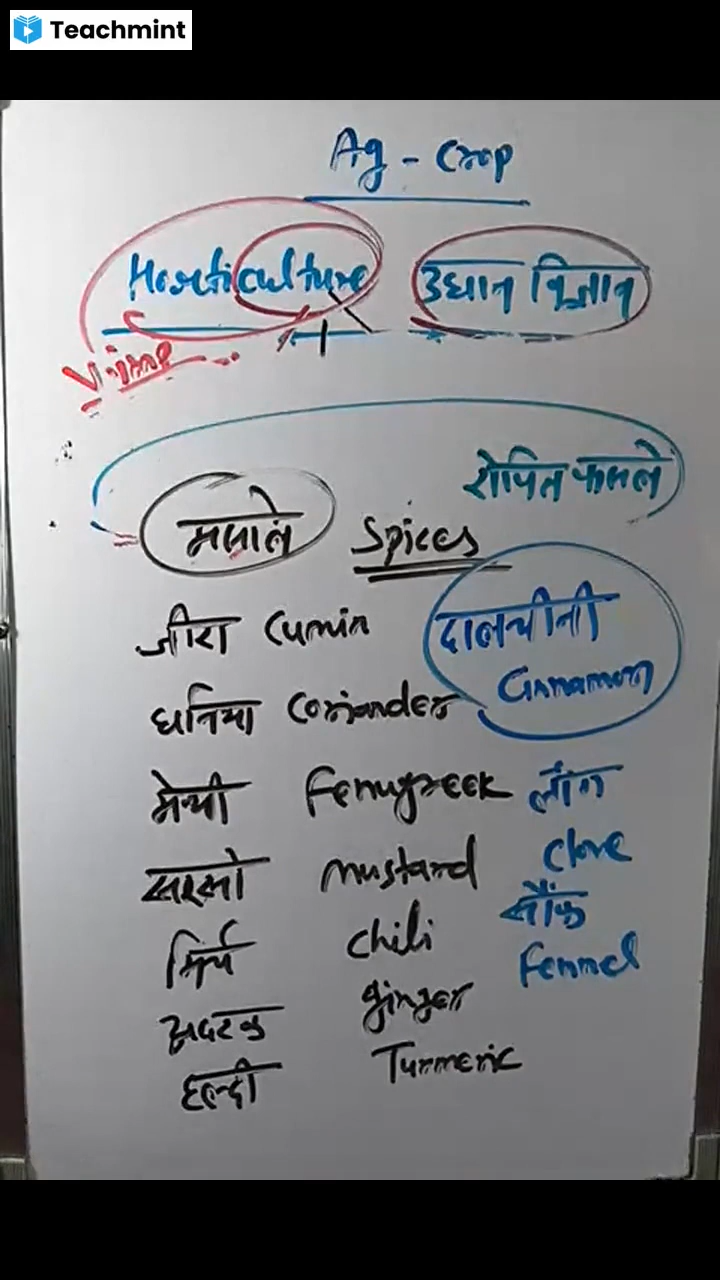 Teachmint
Ag - Crop
Horticulture उधान विज्ञान
रोपित फसले
मसाले Spices
जीरा Cumin दालचीनी
Cinnamon
धनिया Coriander
मेथी Fenugreek लौंग
Clove
सरसो mustard सौंफ
Fennel
मिर्च chili
अदरक ginger
हल्दी Turmeric